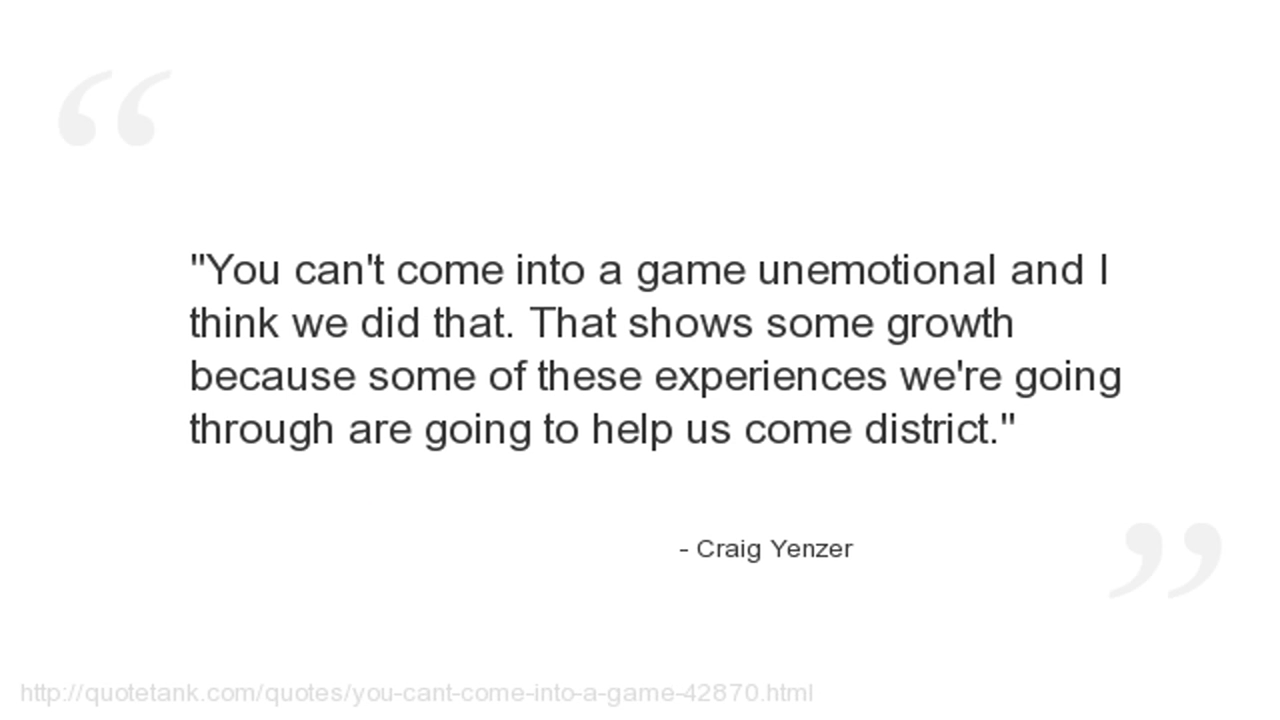 "You can't come into a game unemotional and I
think we did that. That shows some growth
because some of these experiences we're going
through are going to help us come district."
- Craig Yenzer
http://quotetank.com/quotes/you-cant-come-into-a-game-42870.html